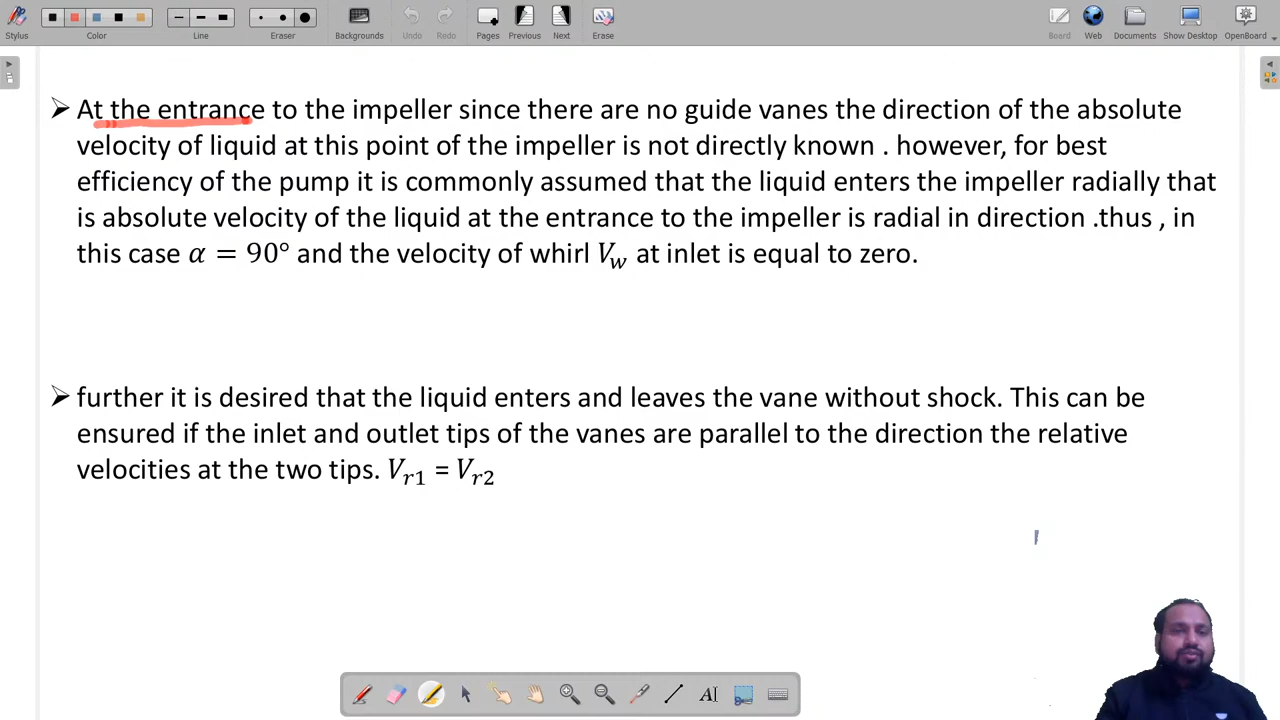 Stylus
Color
Line
Eraser
Backgrounds
Undo
Redo
Pages
Previous
Next
Erase
Board
Web
Documents
Show Desktop
OpenBoard
➢ At the entrance to the impeller since there are no guide vanes the direction of the absolute
velocity of liquid at this point of the impeller is not directly known . however, for best
efficiency of the pump it is commonly assumed that the liquid enters the impeller radially that
is absolute velocity of the liquid at the entrance to the impeller is radial in direction .thus , in
this case α = 90° and the velocity of whirl V_w at inlet is equal to zero.
➢ further it is desired that the liquid enters and leaves the vane without shock. This can be
ensured if the inlet and outlet tips of the vanes are parallel to the direction the relative
velocities at the two tips. V_r1 = V_r2
AI